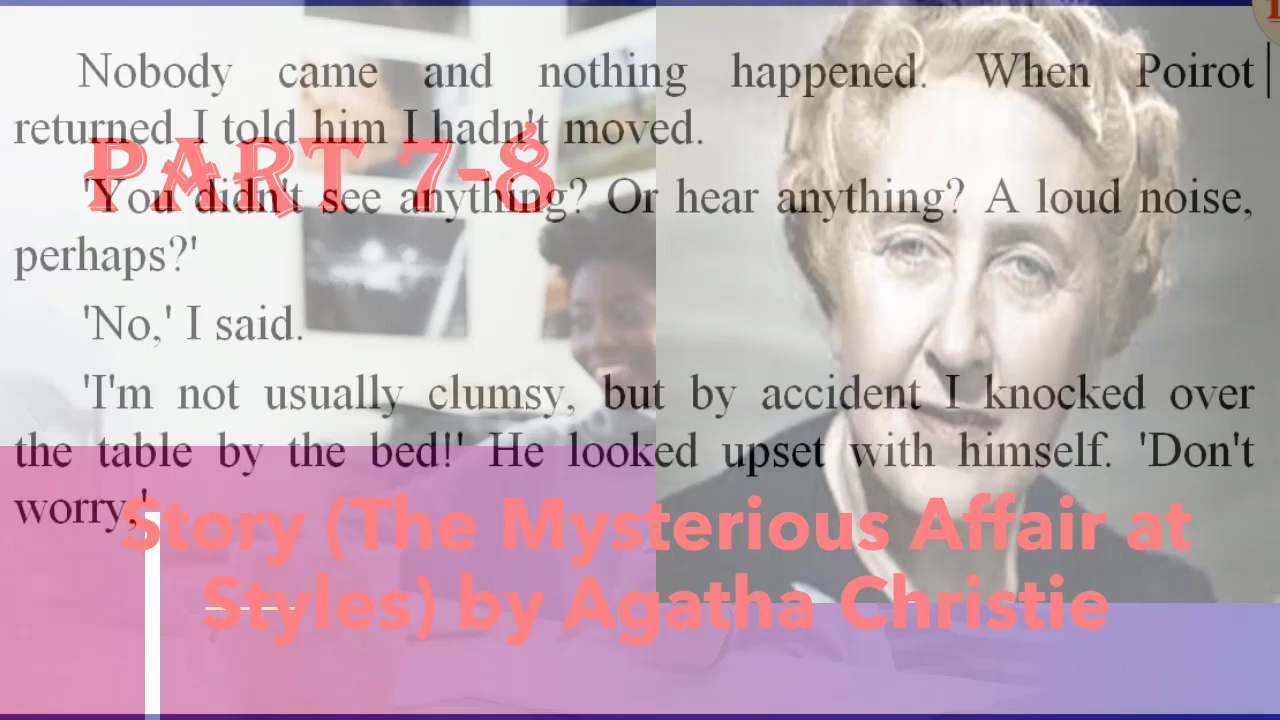 Nobody came and nothing happened. When Poirot
returned I told him I hadn't moved.
PART 7-8
'You didn't see anything? Or hear anything? A loud noise,
perhaps?'
'No,' I said.
'I'm not usually clumsy, but by accident I knocked over
the table by the bed!' He looked upset with himself. 'Don't
worry,'
Story (The Mysterious Affair at
Styles) by Agatha Christie